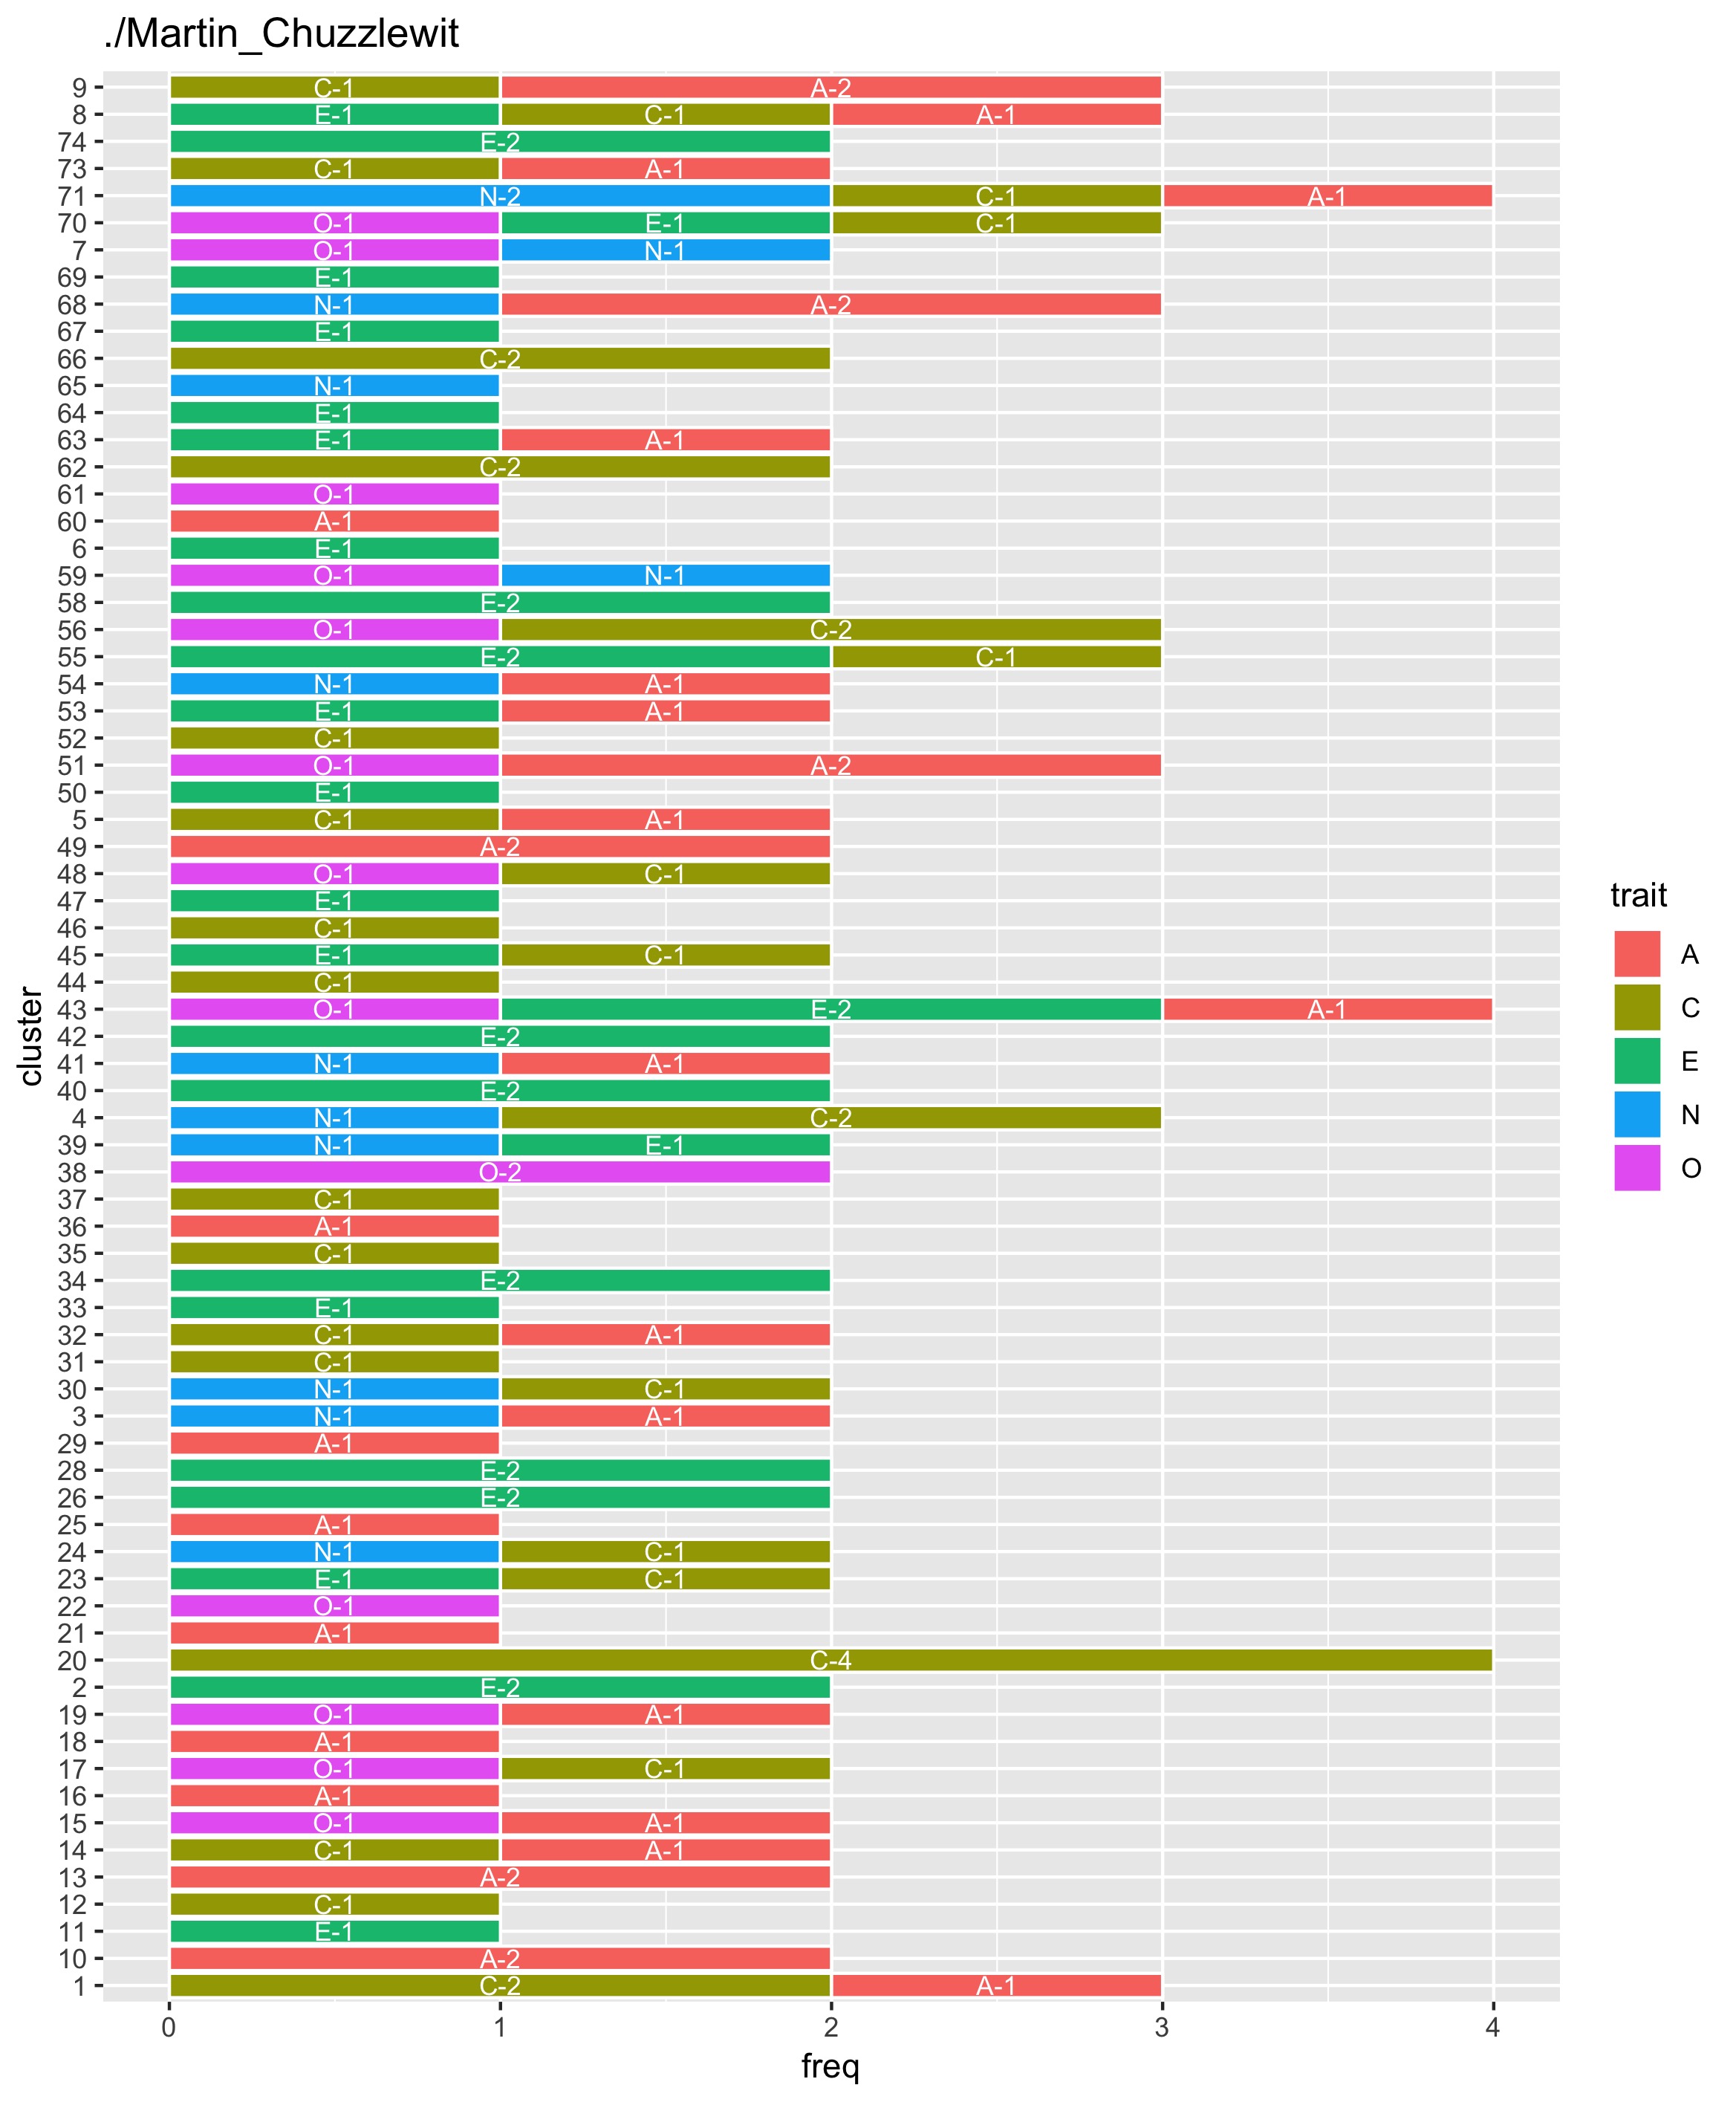 ./Martin_Chuzzlewit
9 C-1 A-2
8 E-1 C-1 A-1
74 E-2
73 C-1 A-1
71 N-2 C-1 A-1
70 O-1 E-1 C-1
7 O-1 N-1
69 E-1
68 N-1 A-2
67 E-1
66 C-2
65 N-1
64 E-1
63 E-1 A-1
62 C-2
61 O-1
60 A-1
6 E-1
59 O-1 N-1
58 E-2
56 O-1 C-2
55 E-2 C-1
54 N-1 A-1
53 E-1 A-1
52 C-1
51 O-1 A-2
50 E-1
5 C-1 A-1
49 A-2
48 O-1 C-1
47 E-1
46 C-1
45 E-1 C-1
44 C-1
43 O-1 E-2 A-1
42 E-2
41 N-1 A-1
40 E-2
4 N-1 C-2
39 N-1 E-1
38 O-2
37 C-1
36 A-1
35 C-1
34 E-2
33 E-1
32 C-1 A-1
31 C-1
30 N-1 C-1
3 N-1 A-1
29 A-1
28 E-2
26 E-2
25 A-1
24 N-1 C-1
23 E-1 C-1
22 O-1
21 A-1
20 C-4
2 E-2
19 O-1 A-1
18 A-1
17 O-1 C-1
16 A-1
15 O-1 A-1
14 C-1 A-1
13 A-2
12 C-1
11 E-1
10 A-2
1 C-2 A-1
0 1 2 3 4
freq
cluster
trait
A
C
E
N
O